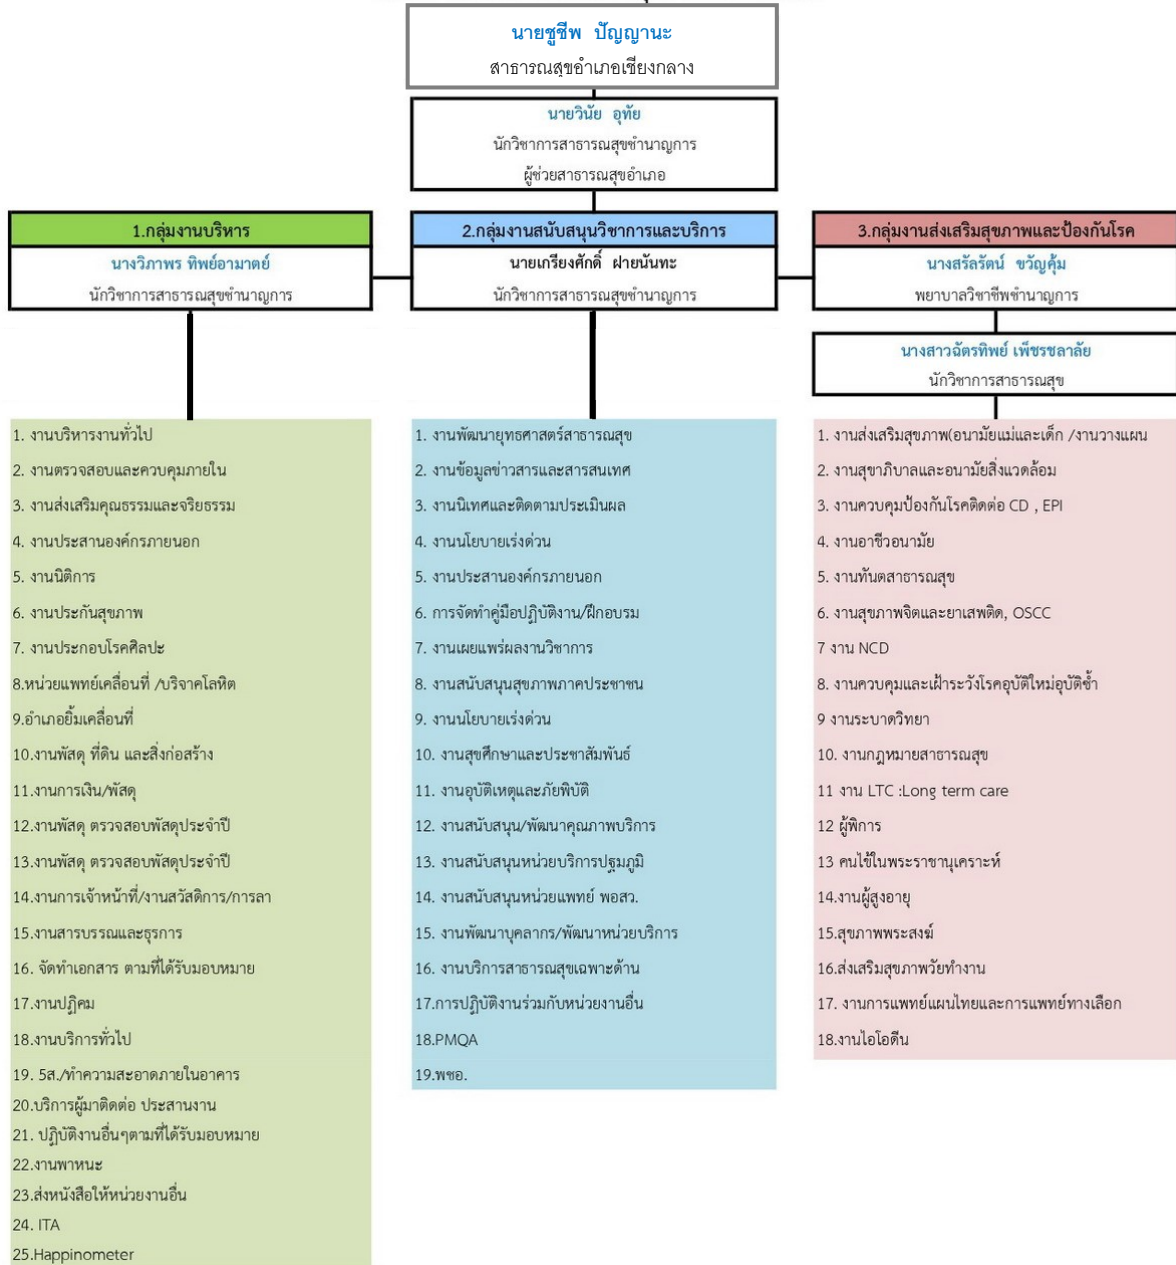 นายชูชีพ ปัญญานะ
สาธารณสุขอำเภอเชียงกลาง
นายวินัย อุทัย
นักวิชาการสาธารณสุขชำนาญการ
ผู้ช่วยสาธารณสุขอำเภอ
1.กลุ่มงานบริหาร
นางวิภาพร ทิพย์อามาตย์
นักวิชาการสาธารณสุขชำนาญการ
2.กลุ่มงานสนับสนุนวิชาการและบริการ
นายเกรียงศักดิ์ ฝายนันทะ
นักวิชาการสาธารณสุขชำนาญการ
3.กลุ่มงานส่งเสริมสุขภาพและป้องกันโรค
นางสรัลรัตน์ ขวัญคุ้ม
พยาบาลวิชาชีพชำนาญการ
นางสาวฉัตรทิพย์ เพ็ชรชลาลัย
นักวิชาการสาธารณสุข
1. งานบริหารงานทั่วไป
2. งานตรวจสอบและควบคุมภายใน
3. งานส่งเสริมคุณธรรมและจริยธรรม
4. งานประสานองค์กรภายนอก
5. งานนิติการ
6. งานประกันสุขภาพ
7. งานประกอบโรคศิลปะ
8.หน่วยแพทย์เคลื่อนที่ /บริจาคโลหิต
9.อำเภอยิ้มเคลื่อนที่
10.งานพัสดุ ที่ดิน และสิ่งก่อสร้าง
11.งานการเงิน/พัสดุ
12.งานพัสดุ ตรวจสอบพัสดุประจำปี
13.งานพัสดุ ตรวจสอบพัสดุประจำปี
14.งานการเจ้าหน้าที่/งานสวัสดิการ/การลา
15.งานสารบรรณและธุรการ
16. จัดทำเอกสาร ตามที่ได้รับมอบหมาย
17.งานปฏิคม
18.งานบริการทั่วไป
19. 5ส./ทำความสะอาดภายในอาคาร
20.บริการผู้มาติดต่อ ประสานงาน
21. ปฏิบัติงานอื่นๆตามที่ได้รับมอบหมาย
22.งานพาหนะ
23.ส่งหนังสือให้หน่วยงานอื่น
24. ITA
25.Happinometer
1. งานพัฒนายุทธศาสตร์สาธารณสุข
2. งานข้อมูลข่าวสารและสารสนเทศ
3. งานนิเทศและติดตามประเมินผล
4. งานนโยบายเร่งด่วน
5. งานประสานองค์กรภายนอก
6. การจัดทำคู่มือปฏิบัติงาน/ฝึกอบรม
7. งานเผยแพร่ผลงานวิชาการ
8. งานสนับสนุนสุขภาพภาคประชาชน
9. งานนโยบายเร่งด่วน
10. งานสุขศึกษาและประชาสัมพันธ์
11. งานอุบัติเหตุและภัยพิบัติ
12. งานสนับสนุน/พัฒนาคุณภาพบริการ
13. งานสนับสนุนหน่วยบริการปฐมภูมิ
14. งานสนับสนุนหน่วยแพทย์ พอสว.
15. งานพัฒนาบุคลากร/พัฒนาหน่วยบริการ
16. งานบริการสาธารณสุขเฉพาะด้าน
17.การปฏิบัติงานร่วมกับหน่วยงานอื่น
18.PMQA
19.พชอ.
1. งานส่งเสริมสุขภาพ(อนามัยแม่และเด็ก /งานวางแผน
2. งานสุขาภิบาลและอนามัยสิ่งแวดล้อม
3. งานควบคุมป้องกันโรคติดต่อ CD , EPI
4. งานอาชีวอนามัย
5. งานทันตสาธารณสุข
6. งานสุขภาพจิตและยาเสพติด, OSCC
7 งาน NCD
8. งานควบคุมและเฝ้าระวังโรคอุบัติใหม่อุบัติซ้ำ
9 งานระบาดวิทยา
10. งานกฎหมายสาธารณสุข
11 งาน LTC :Long term care
12 ผู้พิการ
13 คนไข้ในพระราชานุเคราะห์
14.งานผู้สูงอายุ
15.สุขภาพพระสงฆ์
16.ส่งเสริมสุขภาพวัยทำงาน
17. งานการแพทย์แผนไทยและการแพทย์ทางเลือก
18.งานไอโอดีน